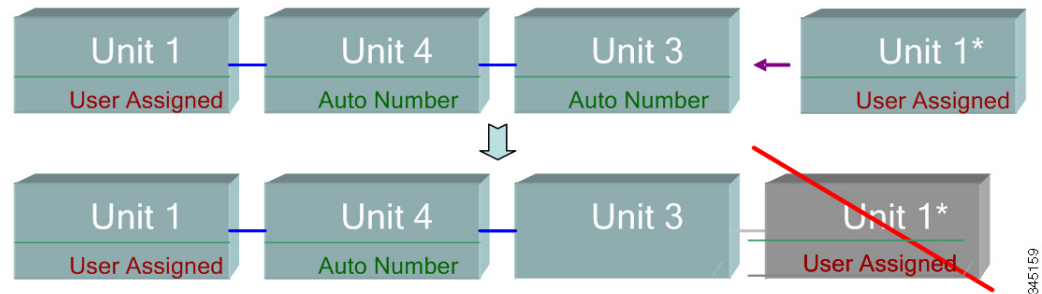 Unit 1
User Assigned
Unit 4
Auto Number
Unit 3
Auto Number
Unit 1*
User Assigned
Unit 1
User Assigned
Unit 4
Auto Number
Unit 3
Unit 1*
User Assigned
345159